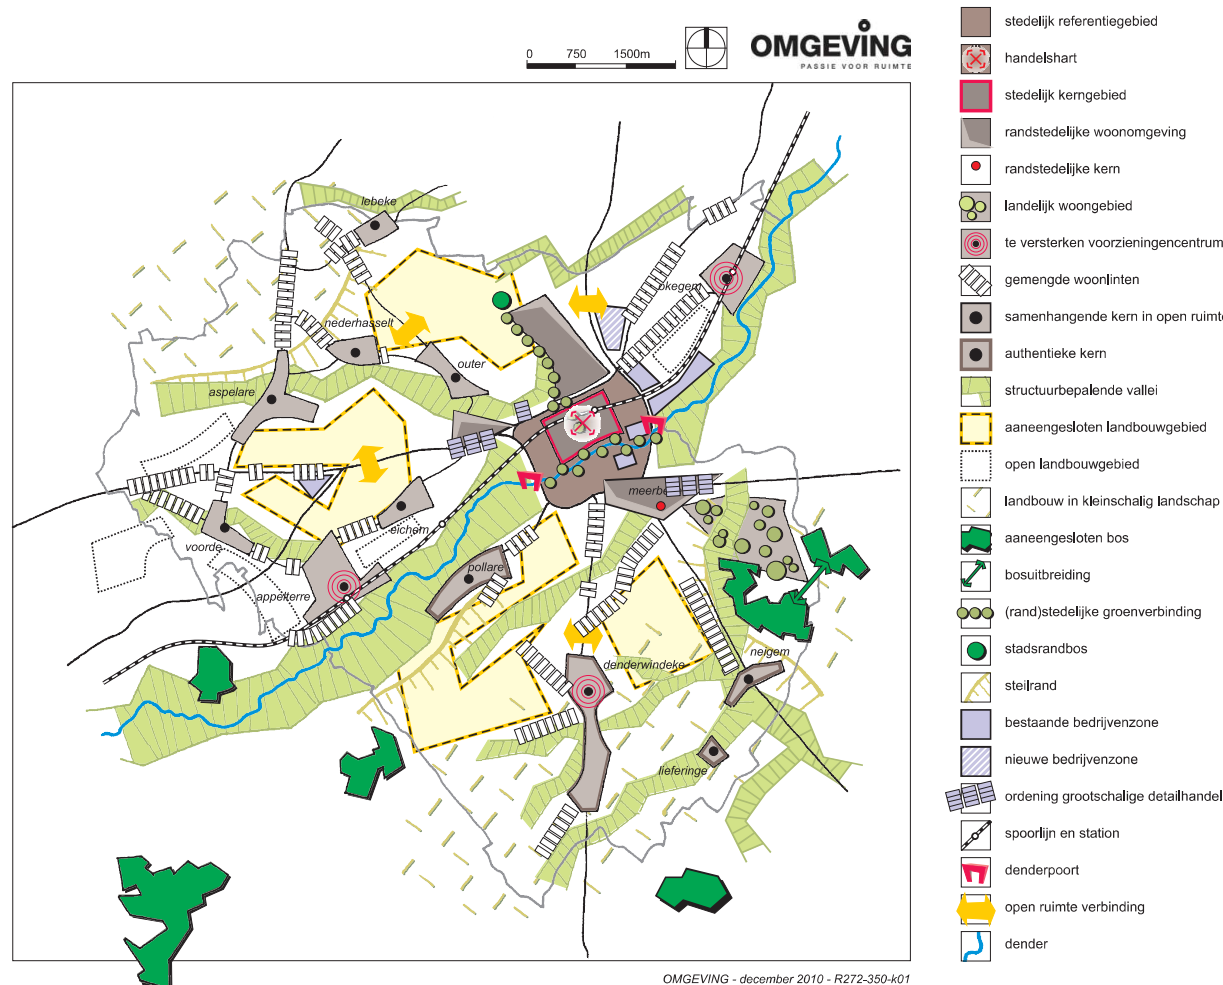 0 750 1500m
OMGEVING
PASSIE VOOR RUIMTE
stedelijk referentiegebied
handelshart
stedelijk kerngebied
randstedelijke woonomgeving
randstedelijke kern
landelijk woongebied
te versterken voorzieningencentrum
gemengde woonlinten
samenhangende kern in open ruimte
authentieke kern
structuurbepalende vallei
aaneengesloten landbouwgebied
open landbouwgebied
landbouw in kleinschalig landschap
aaneengesloten bos
bosuitbreiding
(rand)stedelijke groenverbinding
stadsrandbos
steilrand
bestaande bedrijvenzone
nieuwe bedrijvenzone
ordening grootschalige detailhandel
spoorlijn en station
denderpoort
open ruimte verbinding
dender
lebeke
okegem
nederhasselt
outer
aspelare
meerbe
eichem
voorde
pollare
appelterre
denderwindeke
neigem
lieferinge
OMGEVING - december 2010 - R272-350-k01